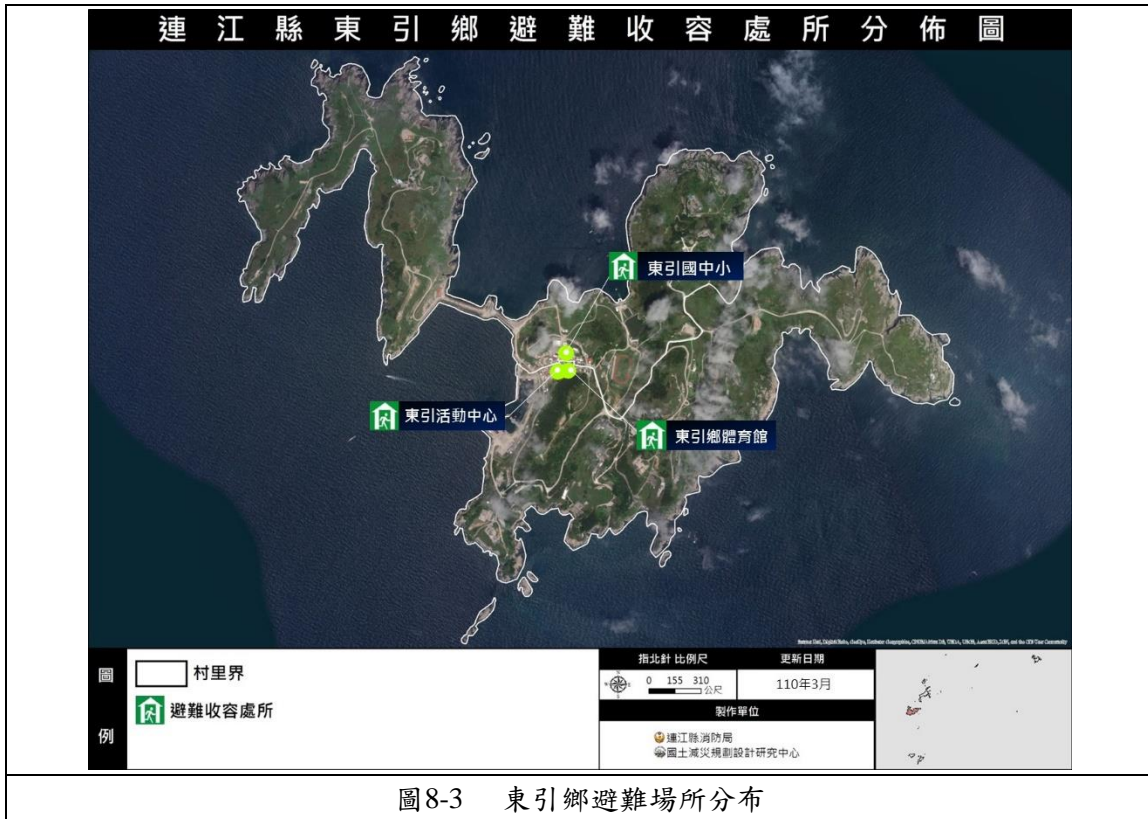 連江縣東引鄉避難收容處所分佈圖
東引國中小
東引活動中心
東引鄉體育館
圖例
村里界
避難收容處所
指北針 比例尺
0 155 310
公尺
更新日期
110年3月
製作單位
連江縣消防局
國土減災規劃設計研究中心
圖8-3 東引鄉避難場所分布